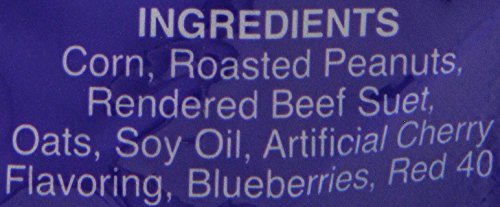 INGREDIENTS
Corn, Roasted Peanuts,
Rendered Beef Suet,
Oats, Soy Oil, Artificial Cherry
Flavoring, Blueberries, Red 40